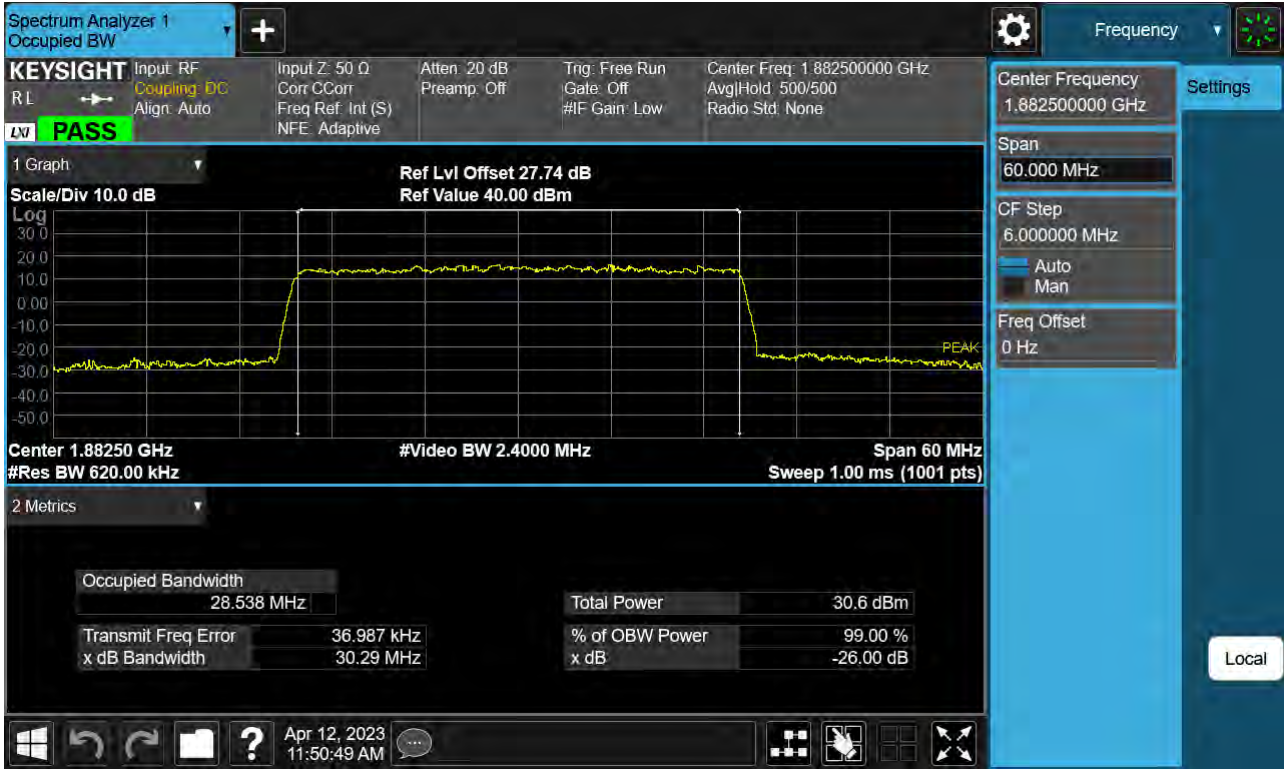 Spectrum Analyzer 1
Occupied BW
+
Frequency
KEYSIGHT
RL
LXI
PASS
Input: RF
Coupling: DC
Align: Auto
Input Z: 50 Ω
Corr CCorr
Freq Ref: Int (S)
NFE: Adaptive
Atten: 20 dB
Preamp: Off
Trig: Free Run
Gate: Off
#IF Gain: Low
Center Freq: 1.882500000 GHz
Avg|Hold: 500/500
Radio Std: None
Center Frequency
1.882500000 GHz
Settings
Span
60.000 MHz
CF Step
6.000000 MHz
Auto
Man
Freq Offset
0 Hz
1 Graph
Scale/Div 10.0 dB
Ref Lvl Offset 27.74 dB
Ref Value 40.00 dBm
Log
30.0
20.0
10.0
0.00
-10.0
-20.0
-30.0
-40.0
-50.0
PEAK
Center 1.88250 GHz
#Video BW 2.4000 MHz
Span 60 MHz
#Res BW 620.00 kHz
Sweep 1.00 ms (1001 pts)
2 Metrics
Occupied Bandwidth
28.538 MHz
Total Power 30.6 dBm
Transmit Freq Error 36.987 kHz
% of OBW Power 99.00 %
x dB Bandwidth 30.29 MHz
x dB -26.00 dB
Local
?
Apr 12, 2023
11:50:49 AM